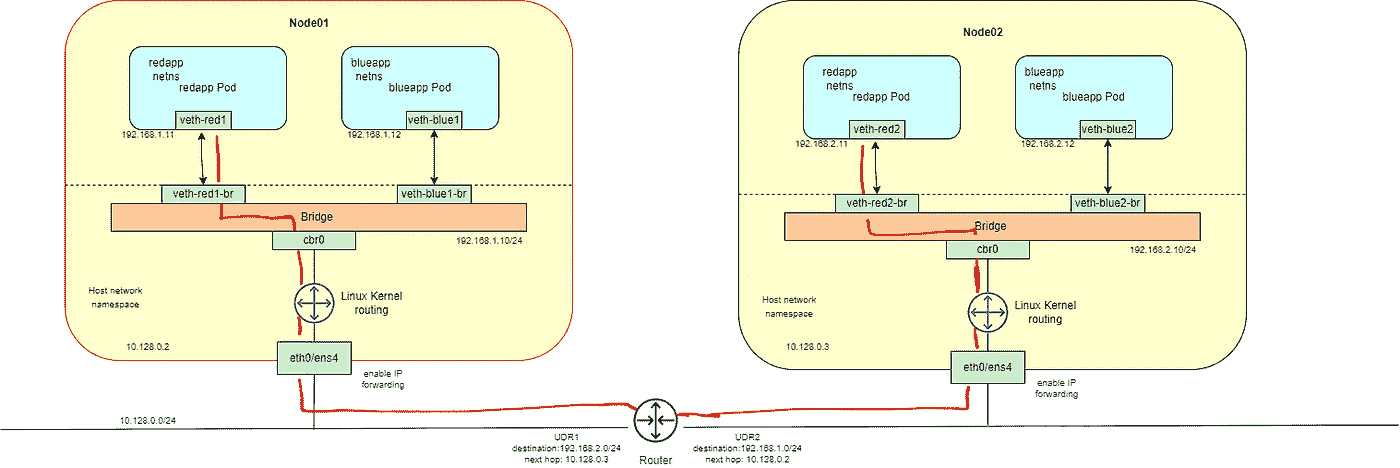 Node01
redapp
netns
redapp Pod
veth-red1
192.168.1.11
blueapp
netns
blueapp Pod
veth-blue1
192.168.1.12
veth-red1-br
veth-blue1-br
Bridge
cbr0
192.168.1.10/24
Host network
namespace
Linux Kernel
routing
10.128.0.2
eth0/ens4
enable IP
forwarding
Node02
redapp
netns
redapp Pod
veth-red2
192.168.2.11
blueapp
netns
blueapp Pod
veth-blue2
192.168.2.12
veth-red2-br
veth-blue2-br
Bridge
cbr0
192.168.2.10/24
Host network
namespace
Linux Kernel
routing
10.128.0.3
eth0/ens4
enable IP
forwarding
10.128.0.0/24
UDR1
destination:192.168.2.0/24
next hop: 10.128.0.3
Router
UDR2
destination:192.168.1.0/24
next hop: 10.128.0.2